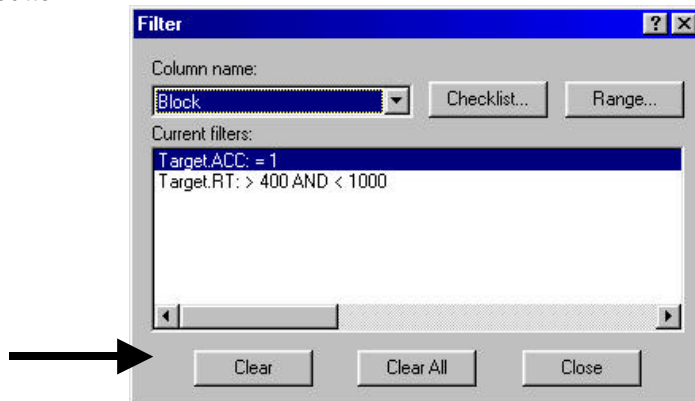 Filter
Column name:
Block Checklist... Range...
Current filters:
Target.ACC: = 1
Target.RT: > 400 AND < 1000
Clear Clear All Close